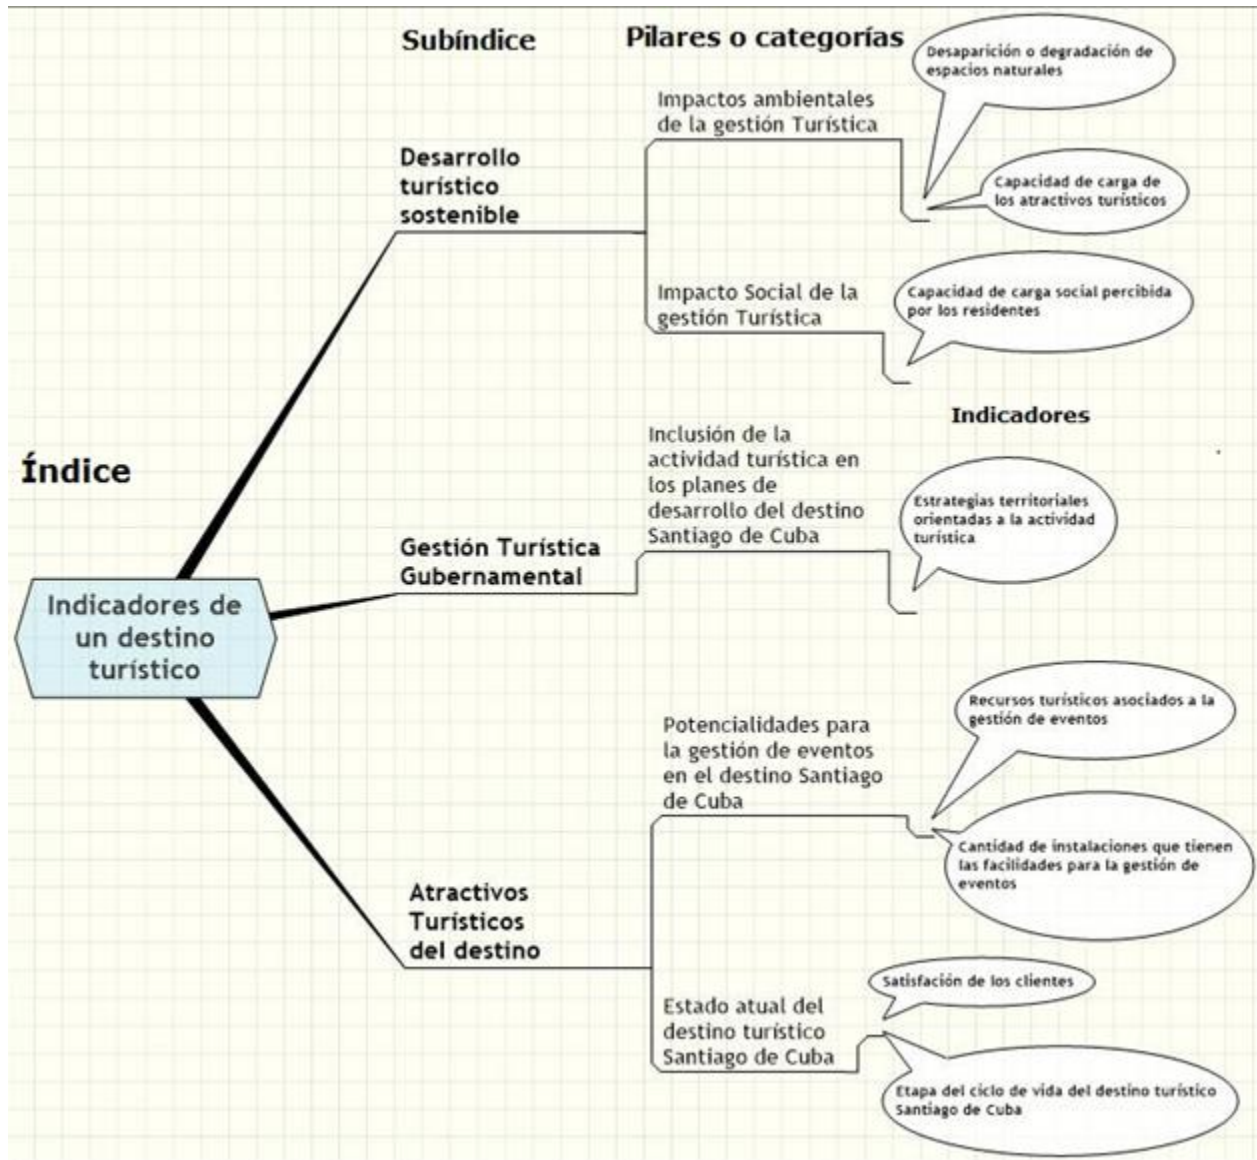 Subíndice
Pilares o categorías
Desaparición o degradación de
espacios naturales
Impactos ambientales
de la gestión Turística
Desarrollo
turístico
sostenible
Capacidad de carga de
los atractivos turísticos
Impacto Social de la
gestión Turística
Capacidad de carga social percibida
por los residentes
Indicadores
Índice
Inclusión de la
actividad turística en
los planes de
desarrollo del destino
Santiago de Cuba
Estrategias territoriales
orientadas a la actividad
turística
Gestión Turística
Gubernamental
Indicadores de
un destino
turístico
Recursos turísticos asociados a la
gestión de eventos
Potencialidades para
la gestión de eventos
en el destino Santiago
de Cuba
Cantidad de instalaciones que tienen
las facilidades para la gestión de
eventos
Atractivos
Turísticos
del destino
Satisfacción de los clientes
Estado atual del
destino turístico
Santiago de Cuba
Etapa del ciclo de vida del destino turístico
Santiago de Cuba